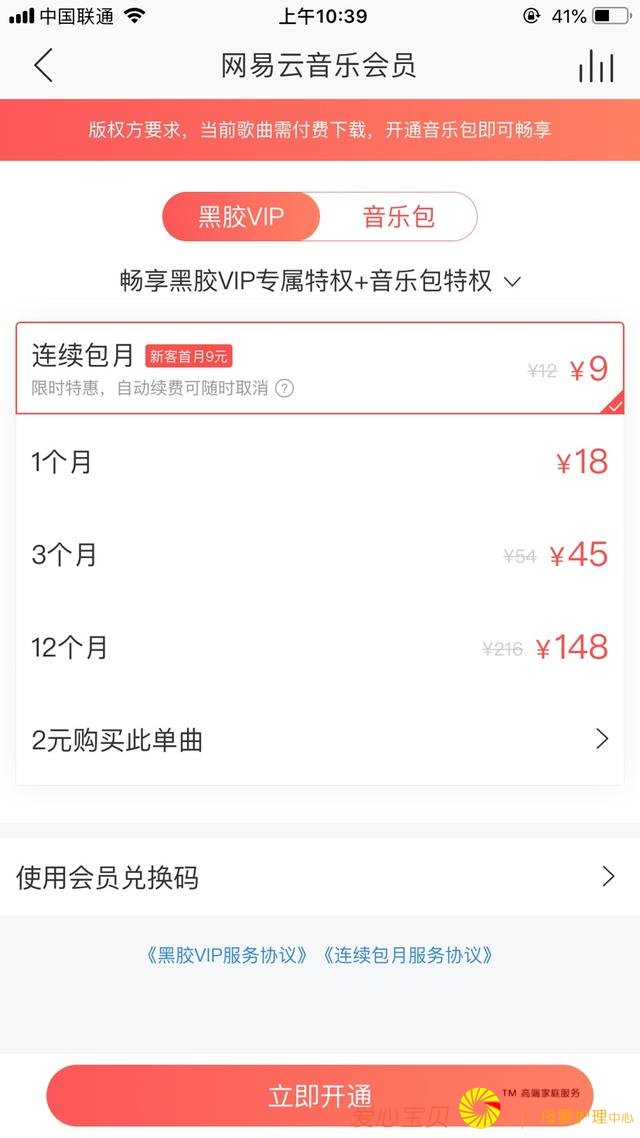 中国联通 上午10:39 41%
网易云音乐会员
版权方要求，当前歌曲需付费下载，开通音乐包即可畅享
黑胶VIP 音乐包
畅享黑胶VIP专属特权+音乐包特权
连续包月 新客首月9元 ¥12 ¥9
限时特惠，自动续费可随时取消 ?
1个月 ¥18
3个月 ¥54 ¥45
12个月 ¥216 ¥148
2元购买此单曲
使用会员兑换码
《黑胶VIP服务协议》《连续包月服务协议》
立即开通
爱心宝贝 TM 高端家庭服务
母婴护理中心